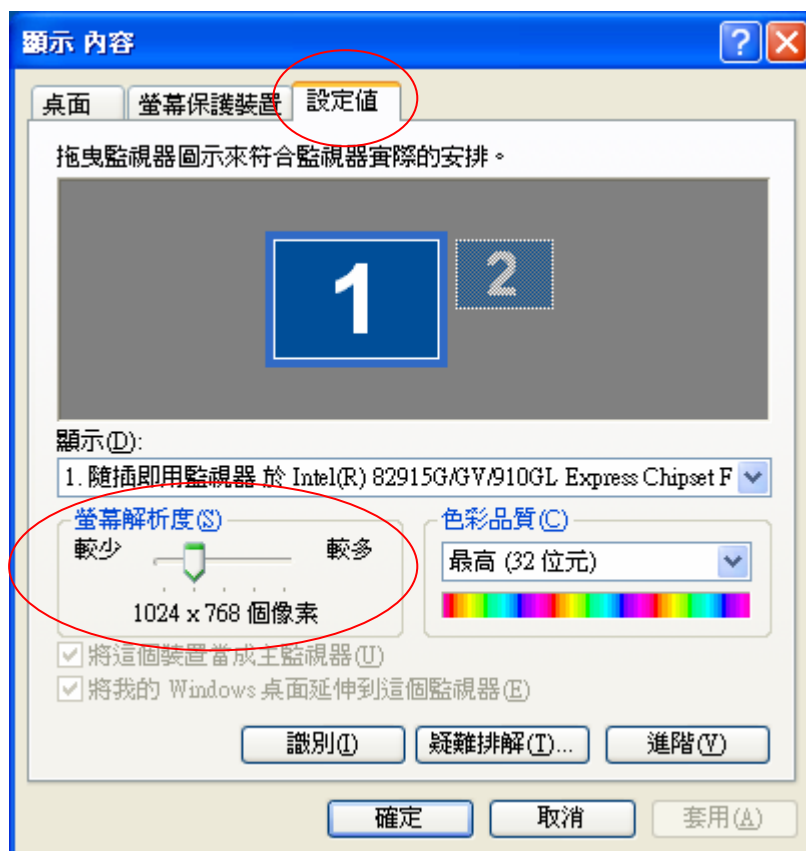 顯示 內容
桌面 螢幕保護裝置 設定值
拖曳監視器圖示來符合監視器實際的安排。
1 2
顯示(D):
1. 隨插即用監視器 於 Intel(R) 82915G/GV/910GL Express Chipset F
螢幕解析度(S)
較少 較多
1024 x 768 個像素
色彩品質(C)
最高 (32 位元)
將這個裝置當成主監視器(U)
將我的 Windows 桌面延伸到這個監視器(E)
識別(I) 疑難排解(T)... 進階(V)
確定 取消 套用(A)